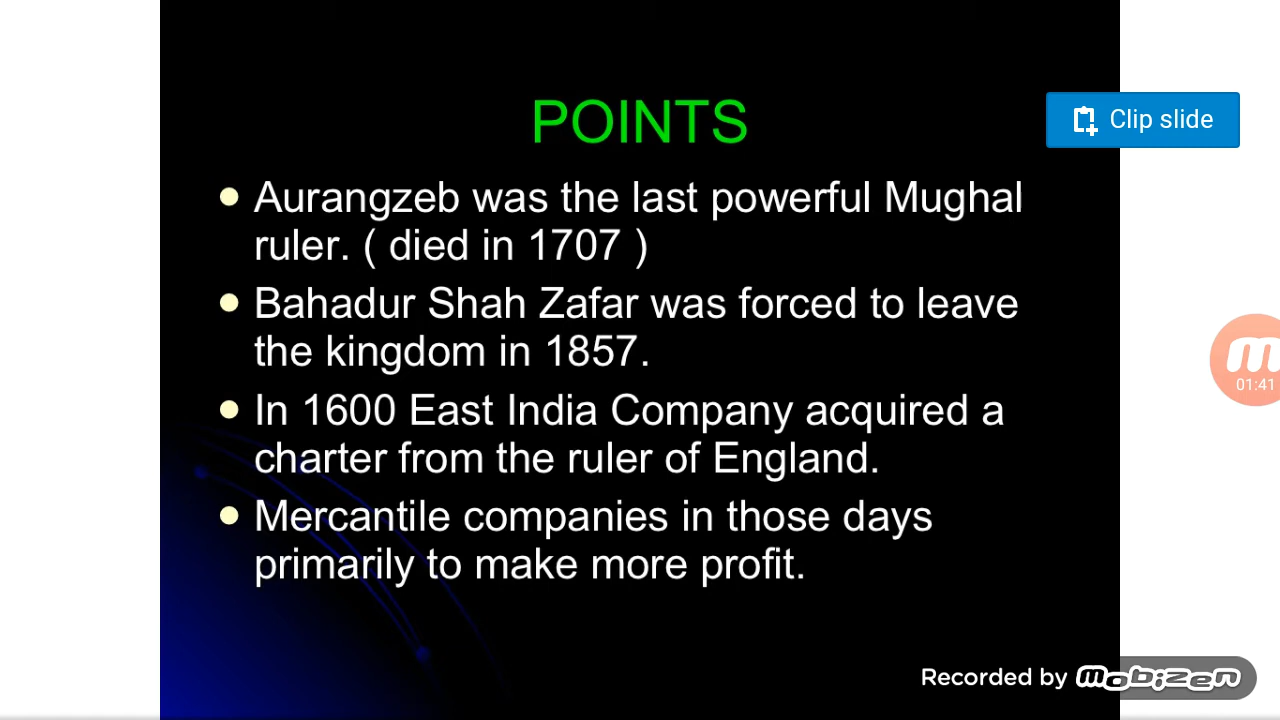 POINTS
Clip slide
Aurangzeb was the last powerful Mughal
ruler. ( died in 1707 )
Bahadur Shah Zafar was forced to leave
the kingdom in 1857.
In 1600 East India Company acquired a
charter from the ruler of England.
Mercantile companies in those days
primarily to make more profit.
m
01:41
Recorded by mobizen